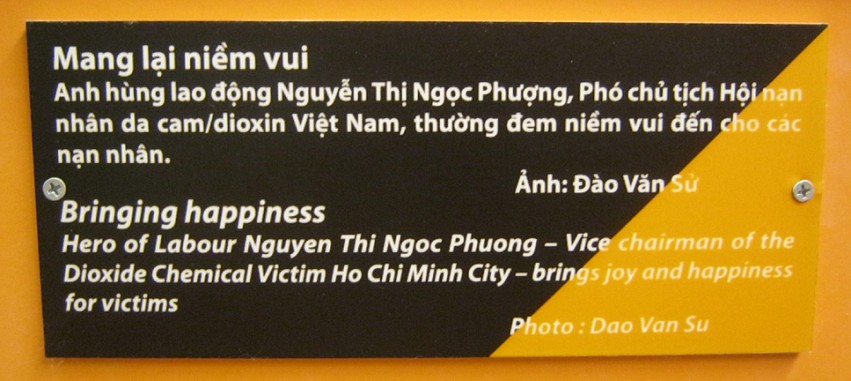 Mang lại niềm vui
Anh hùng lao động Nguyễn Thị Ngọc Phượng, Phó chủ tịch Hội nạn
nhân da cam/dioxin Việt Nam, thường đem niềm vui đến cho các
nạn nhân.
Ảnh: Đào Văn Sử
Bringing happiness
Hero of Labour Nguyen Thi Ngoc Phuong – Vice chairman of the
Dioxide Chemical Victim Ho Chi Minh City – brings joy and happiness
for victims
Photo : Dao Van Su